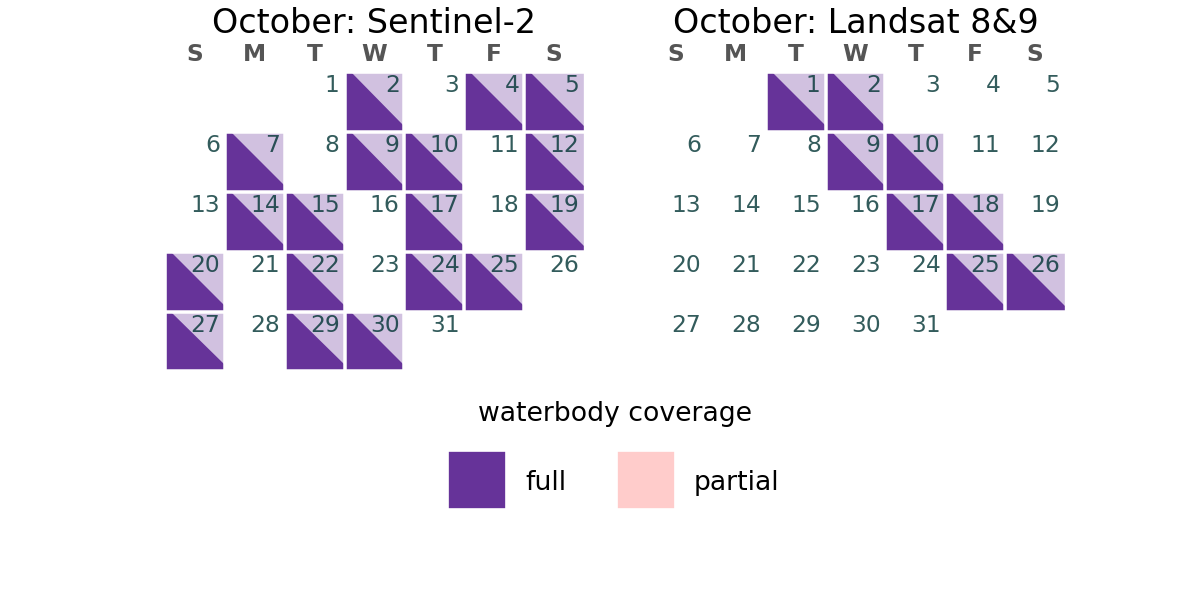 October: Sentinel-2
S M T W T F S
1 2 3 4 5
6 7 8 9 10 11 12
13 14 15 16 17 18 19
20 21 22 23 24 25 26
27 28 29 30 31
October: Landsat 8&9
S M T W T F S
1 2 3 4 5
6 7 8 9 10 11 12
13 14 15 16 17 18 19
20 21 22 23 24 25 26
27 28 29 30 31
waterbody coverage
full partial